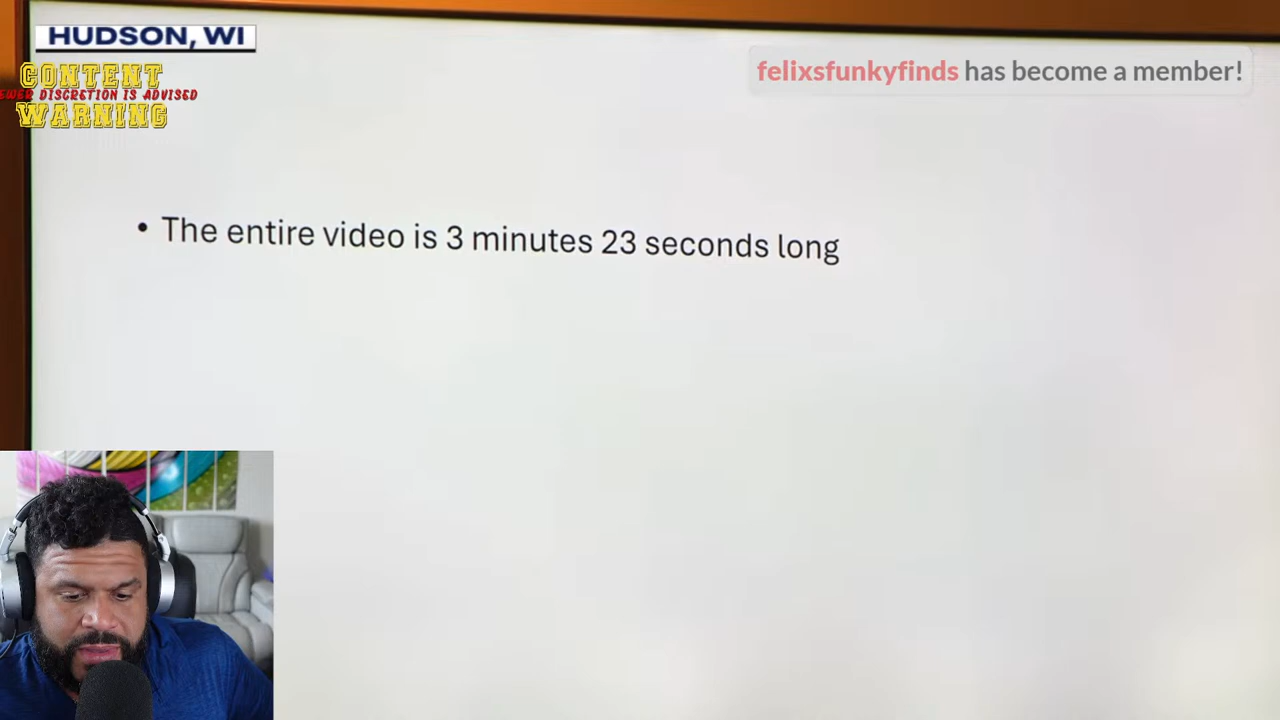 HUDSON, WI
CONTENT
EWER DISCRETION IS ADVISED
WARNING
felixsfunkyfinds has become a member!
• The entire video is 3 minutes 23 seconds long